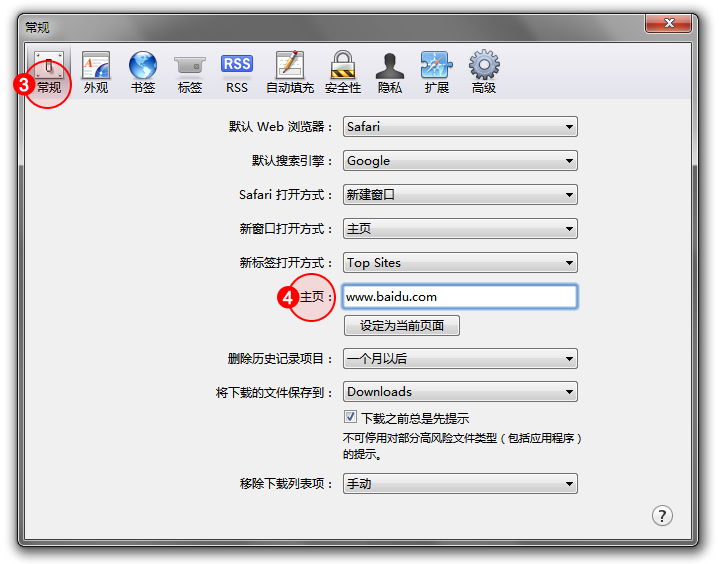 常规
3
常规 外观 书签 标签 RSS 自动填充 安全性 隐私 扩展 高级
RSS
默认 Web 浏览器： Safari
默认搜索引擎： Google
Safari 打开方式： 新建窗口
新窗口打开方式： 主页
新标签打开方式： Top Sites
4 主页： www.baidu.com
设定为当前页面
删除历史记录项目： 一个月以后
将下载的文件保存到： Downloads
下载之前总是先提示
不可停用对部分高风险文件类型（包括应用程序）
的提示。
移除下载列表项： 手动
?